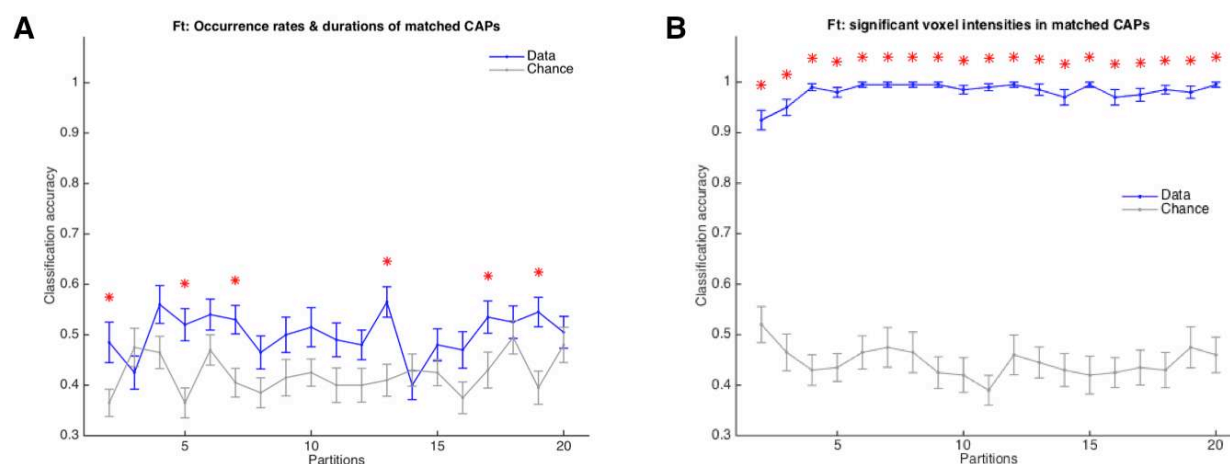 A
Ft: Occurrence rates & durations of matched CAPs
Data
Chance
1
0.9
0.8
0.7
0.6
0.5
0.4
0.3
Classification accuracy
5
10
15
20
Partitions
B
Ft: significant voxel intensities in matched CAPs
1
0.9
0.8
0.7
0.6
0.5
0.4
0.3
Classification accuracy
Data
Chance
5
10
15
20
Partitions